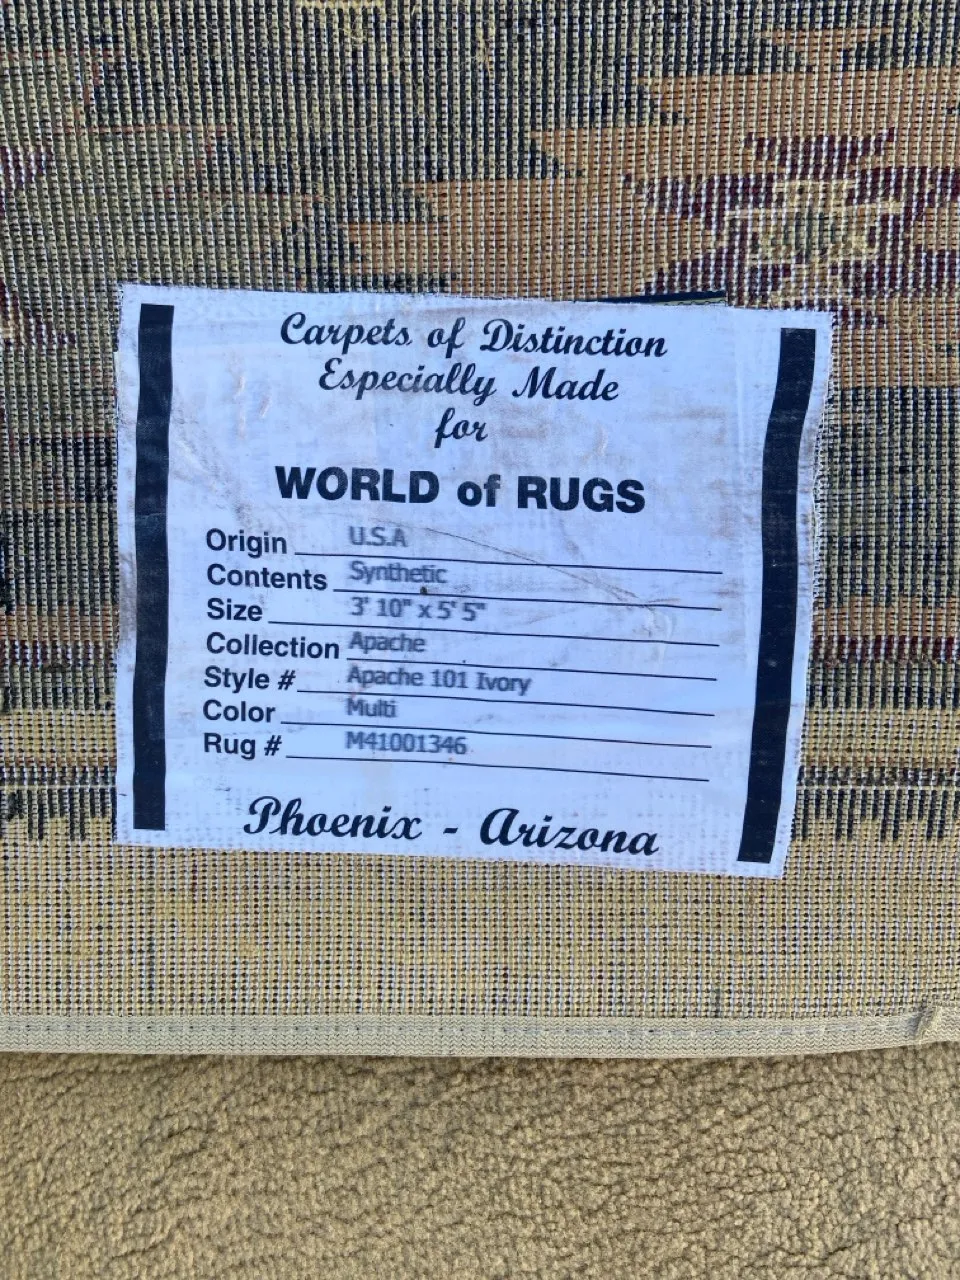 Carpets of Distinction
Especially Made
for
WORLD of RUGS
Origin U.S.A
Contents Synthetic
Size 3' 10" x 5' 5"
Collection Apache
Style # Apache 101 Ivory
Color Multi
Rug # M41001346
Phoenix - Arizona